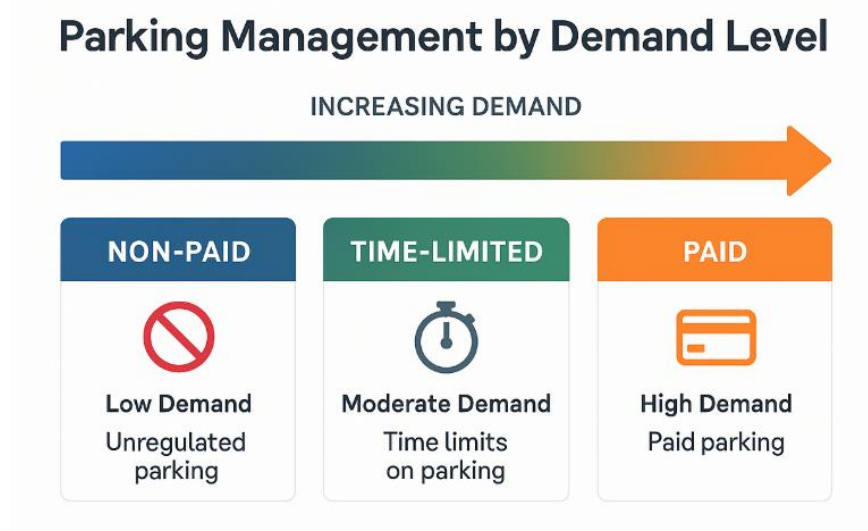 Parking Management by Demand Level
INCREASING DEMAND
NON-PAID
Low Demand
Unregulated
parking
TIME-LIMITED
Moderate Demand
Time limits
on parking
PAID
High Demand
Paid parking